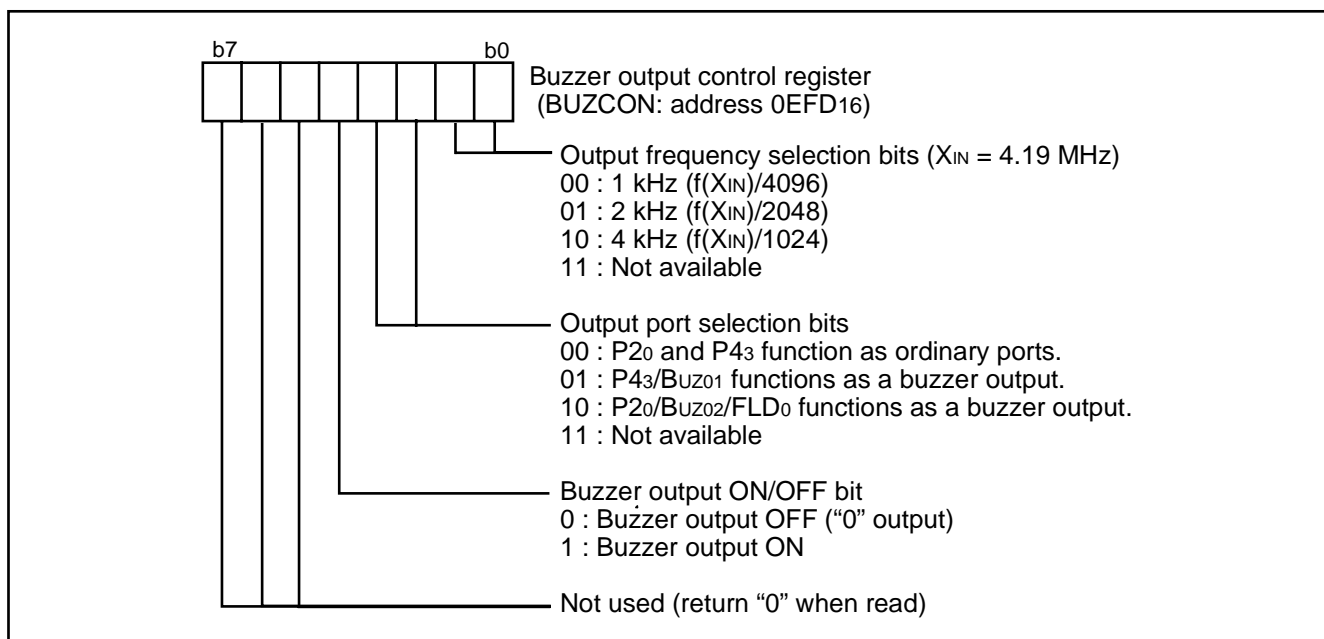 b7 b0
Buzzer output control register
(BUZCON: address 0EFD16)
Output frequency selection bits (XIN = 4.19 MHz)
00 : 1 kHz (f(XIN)/4096)
01 : 2 kHz (f(XIN)/2048)
10 : 4 kHz (f(XIN)/1024)
11 : Not available
Output port selection bits
00 : P20 and P43 function as ordinary ports.
01 : P43/BUZ01 functions as a buzzer output.
10 : P20/BUZ02/FLD0 functions as a buzzer output.
11 : Not available
Buzzer output ON/OFF bit
0 : Buzzer output OFF (“0” output)
1 : Buzzer output ON
Not used (return “0” when read)